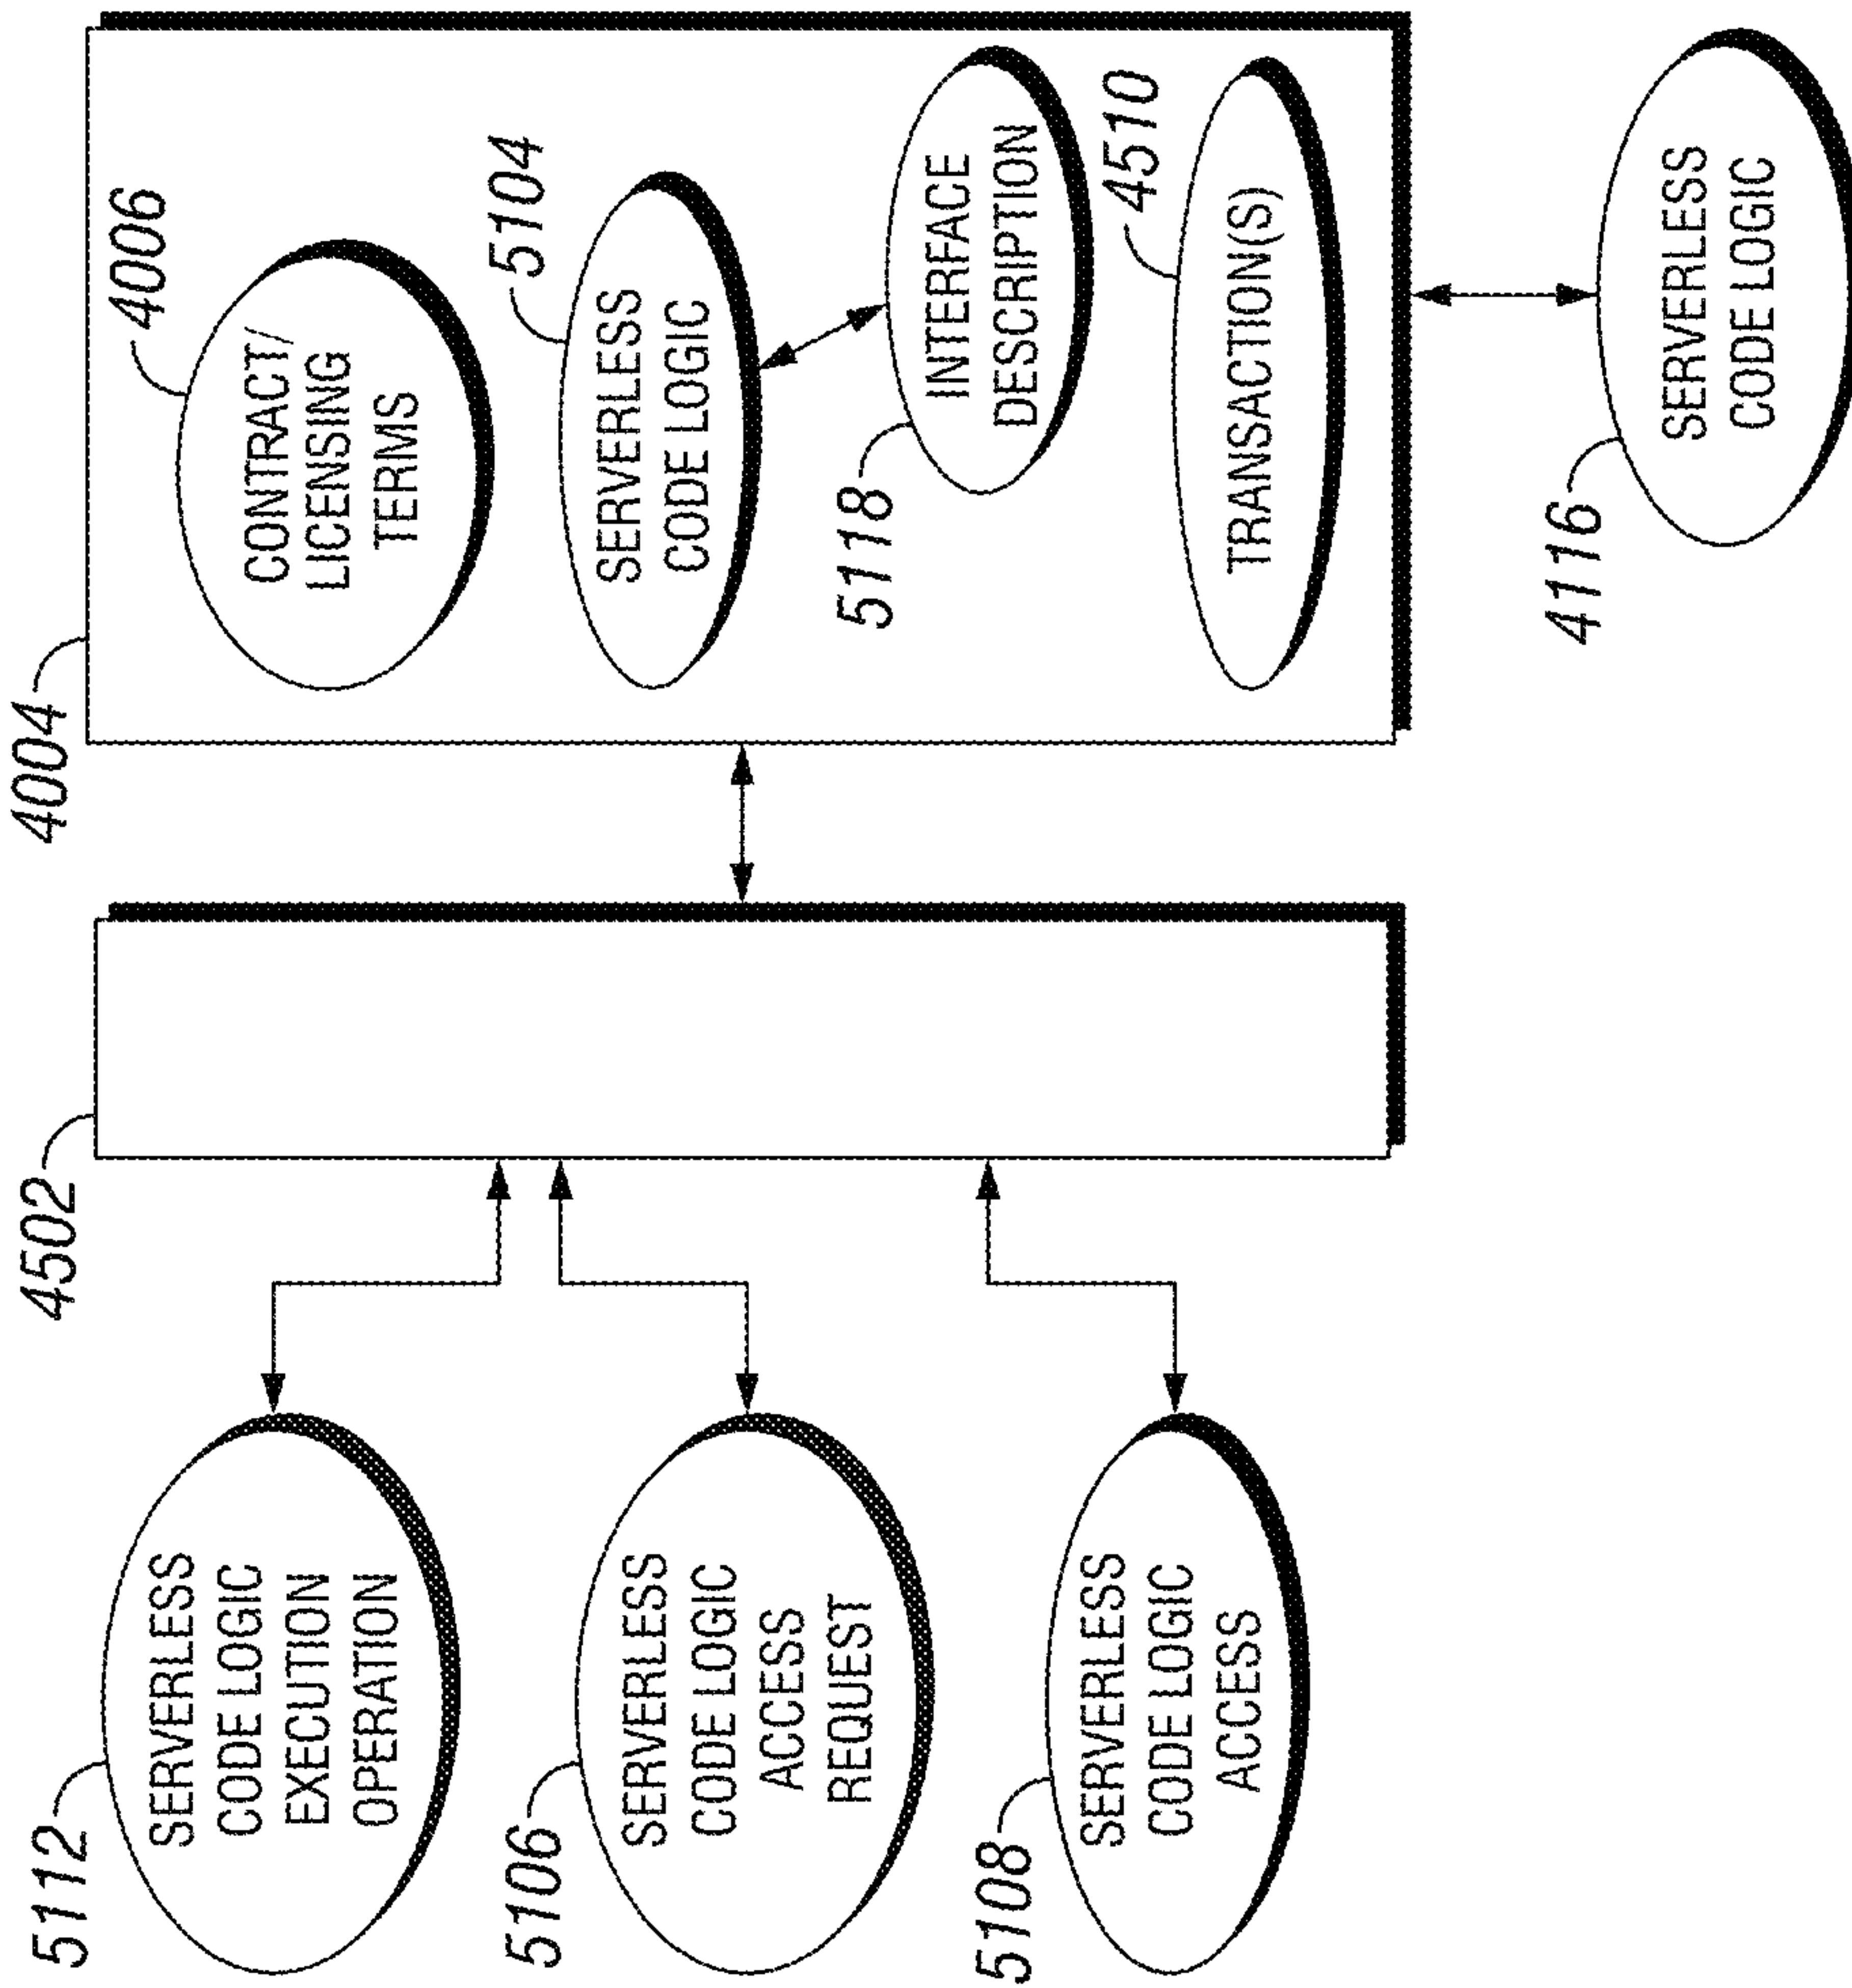 5112
SERVERLESS
CODE LOGIC
EXECUTION
OPERATION
5106
SERVERLESS
CODE LOGIC
ACCESS
REQUEST
5108
SERVERLESS
CODE LOGIC
ACCESS
4502
4004
4006
CONTRACT/
LICENSING
TERMS
5104
SERVERLESS
CODE LOGIC
5118
INTERFACE
DESCRIPTION
4510
TRANSACTION(S)
4116
SERVERLESS
CODE LOGIC